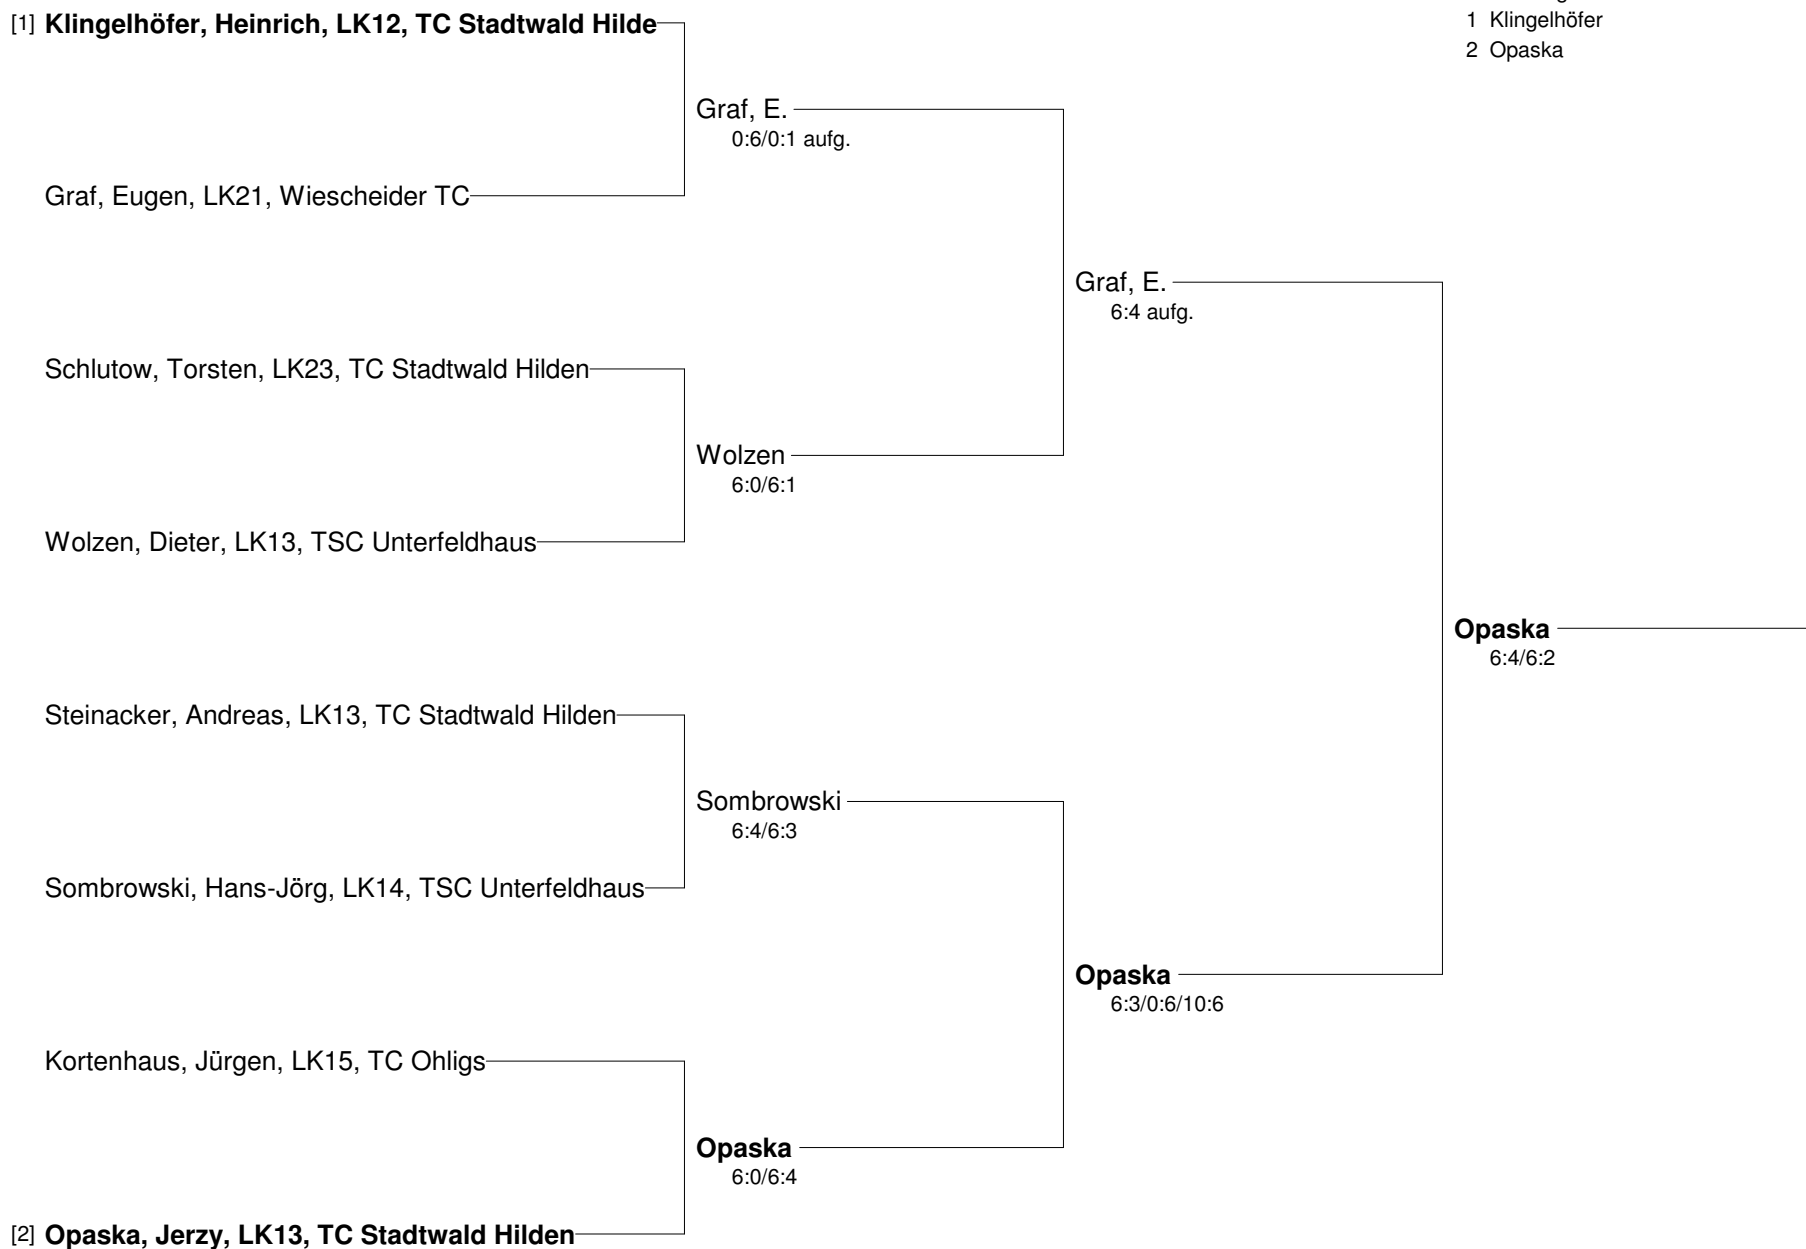 [1] Klingelhöfer, Heinrich, LK12, TC Stadtwald Hilde
1 Klingelhöfer
2 Opaska
Graf, E.
0:6/0:1 aufg.
Graf, Eugen, LK21, Wiescheider TC
Graf, E.
6:4 aufg.
Schlutow, Torsten, LK23, TC Stadtwald Hilden
Wolzen
6:0/6:1
Wolzen, Dieter, LK13, TSC Unterfeldhaus
Opaska
6:4/6:2
Steinacker, Andreas, LK13, TC Stadtwald Hilden
Sombrowski
6:4/6:3
Sombrowski, Hans-Jörg, LK14, TSC Unterfeldhaus
Opaska
6:3/0:6/10:6
Kortenhaus, Jürgen, LK15, TC Ohligs
Opaska
6:0/6:4
[2] Opaska, Jerzy, LK13, TC Stadtwald Hilden